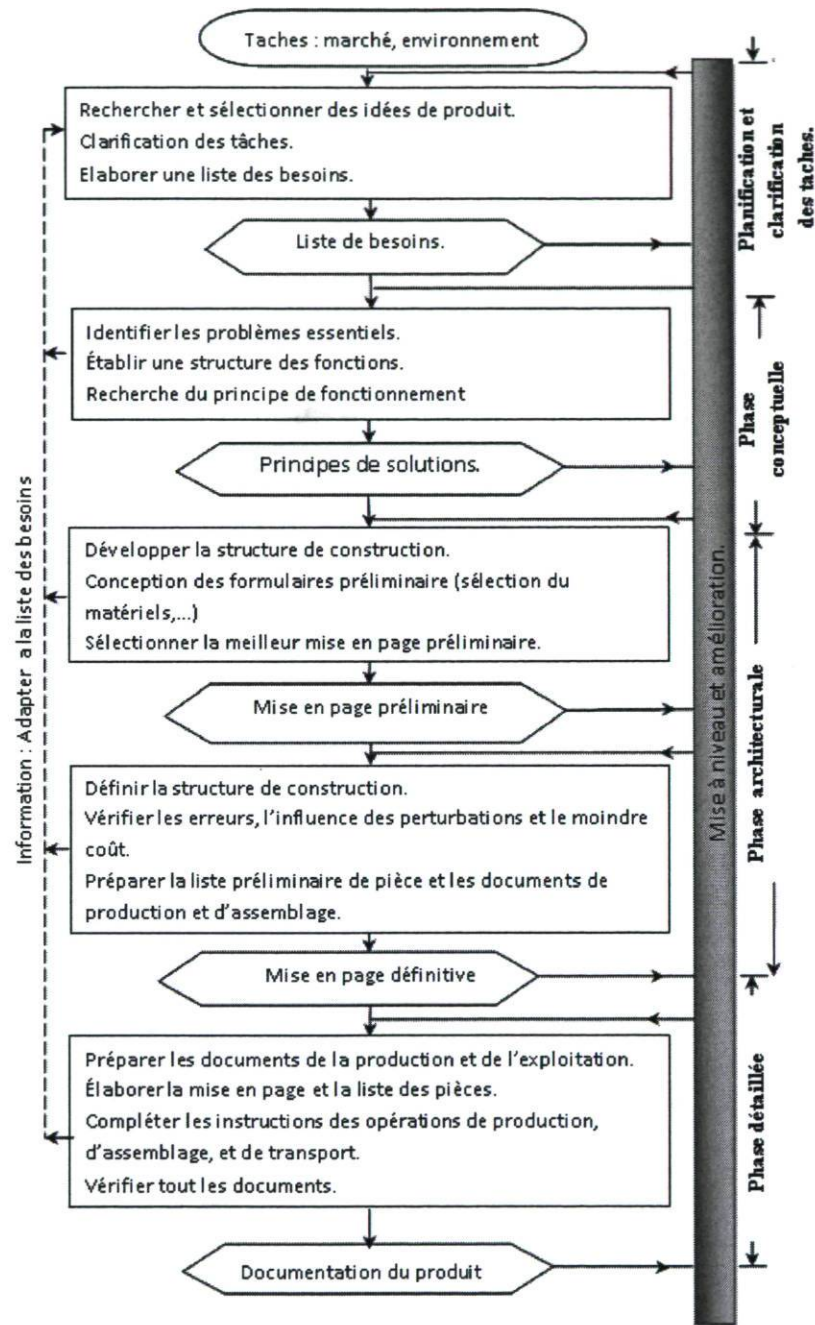 Taches : marché, environnement
Rechercher et sélectionner des idées de produit.
Clarification des tâches.
Elaborer une liste des besoins.
Liste de besoins.
Identifier les problèmes essentiels.
Établir une structure des fonctions.
Recherche du principe de fonctionnement
Principes de solutions.
Développer la structure de construction.
Conception des formulaires préliminaire (sélection du
matériels,...)
Sélectionner la meilleur mise en page préliminaire.
Mise en page préliminaire
Définir la structure de construction.
Vérifier les erreurs, l'influence des perturbations et le moindre
coût.
Préparer la liste préliminaire de pièce et les documents de
production et d'assemblage.
Mise en page définitive
Préparer les documents de la production et de l'exploitation.
Élaborer la mise en page et la liste des pièces.
Compléter les instructions des opérations de production,
d'assemblage, et de transport.
Vérifier tout les documents.
Documentation du produit
Information : Adapter a la liste des besoins
Mise à niveau et amélioration.
Planification et
clarification
des taches.
Phase
conceptuelle
Phase architecturale
Phase détaillée